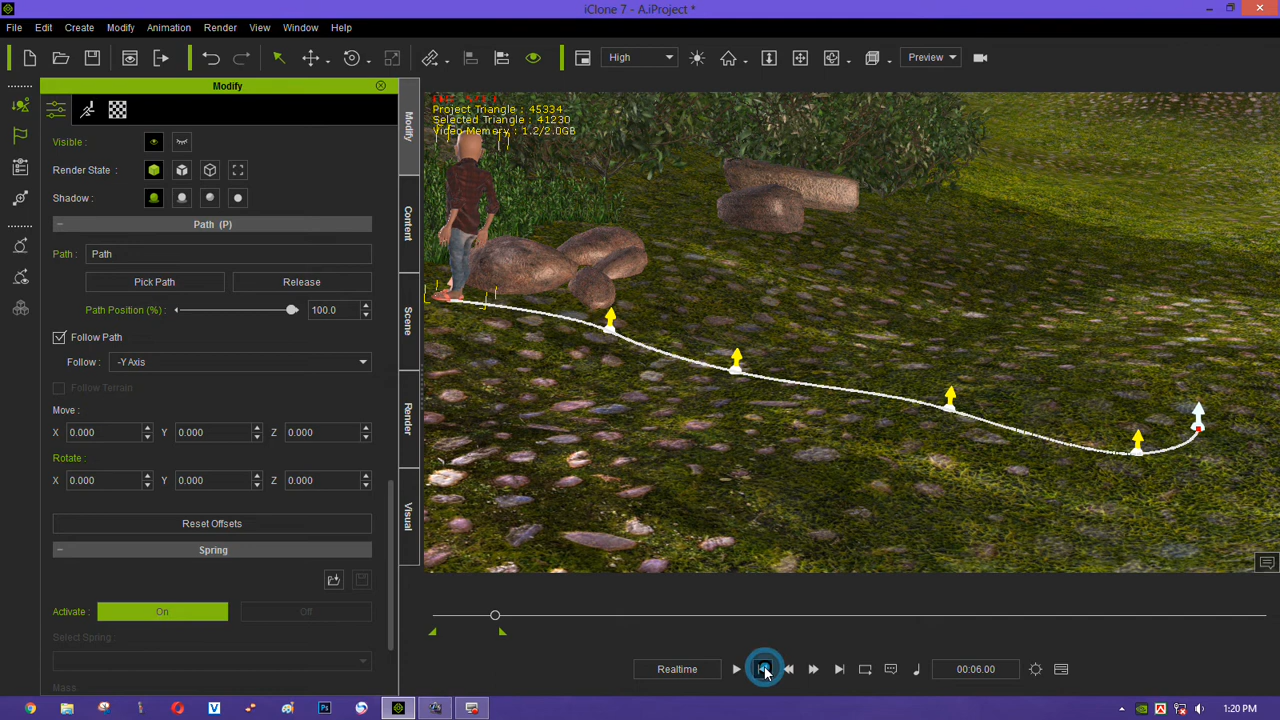 iClone 7 - A.iProject *
File Edit Create Modify Animation Render View Window Help
High Preview
Modify
Modify
Content
Scene
Render
Visual
Visible :
Render State :
Shadow :
Path (P)
Path : Path
Pick Path Release
Path Position (%) : 100.0
Follow Path
Follow : -Y Axis
Follow Terrain
Move :
X 0.000 Y 0.000 Z 0.000
Rotate :
X 0.000 Y 0.000 Z 0.000
Reset Offsets
Spring
Activate : On Off
Select Spring :
Mass
Project Triangle : 45334
Selected Triangle : 41230
Video Memory : 1.2/2.0GB
Realtime 00:06.00
Ps 1:20 PM